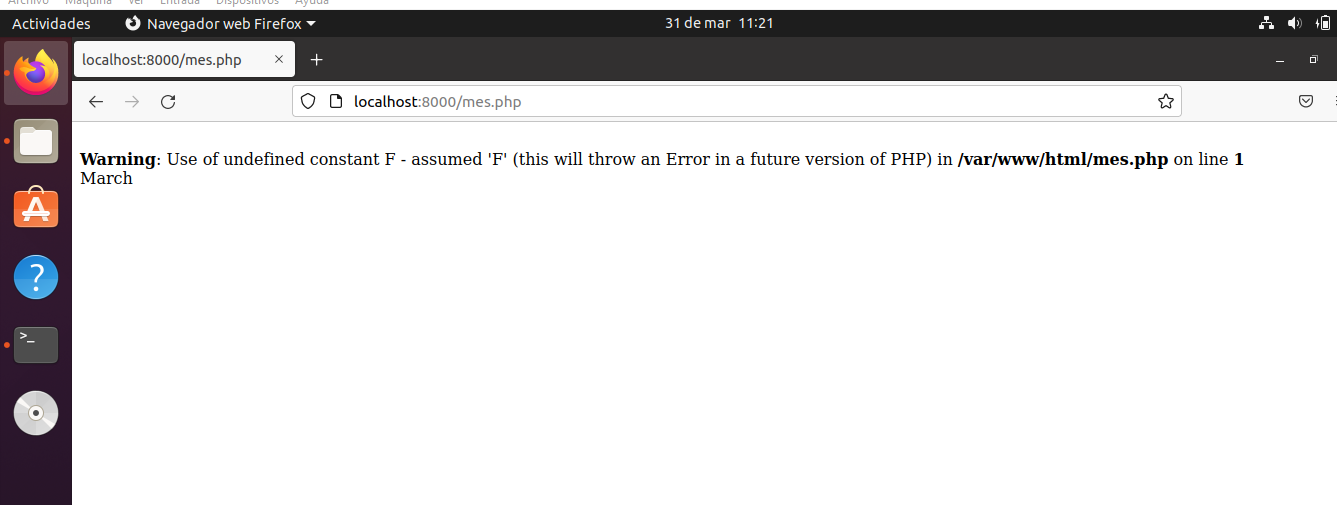 Archivo Máquina Ver Entrada Dispositivos Ayuda
Actividades Navegador web Firefox 31 de mar 11:21
localhost:8000/mes.php
localhost:8000/mes.php
Warning: Use of undefined constant F - assumed 'F' (this will throw an Error in a future version of PHP) in /var/www/html/mes.php on line 1
March